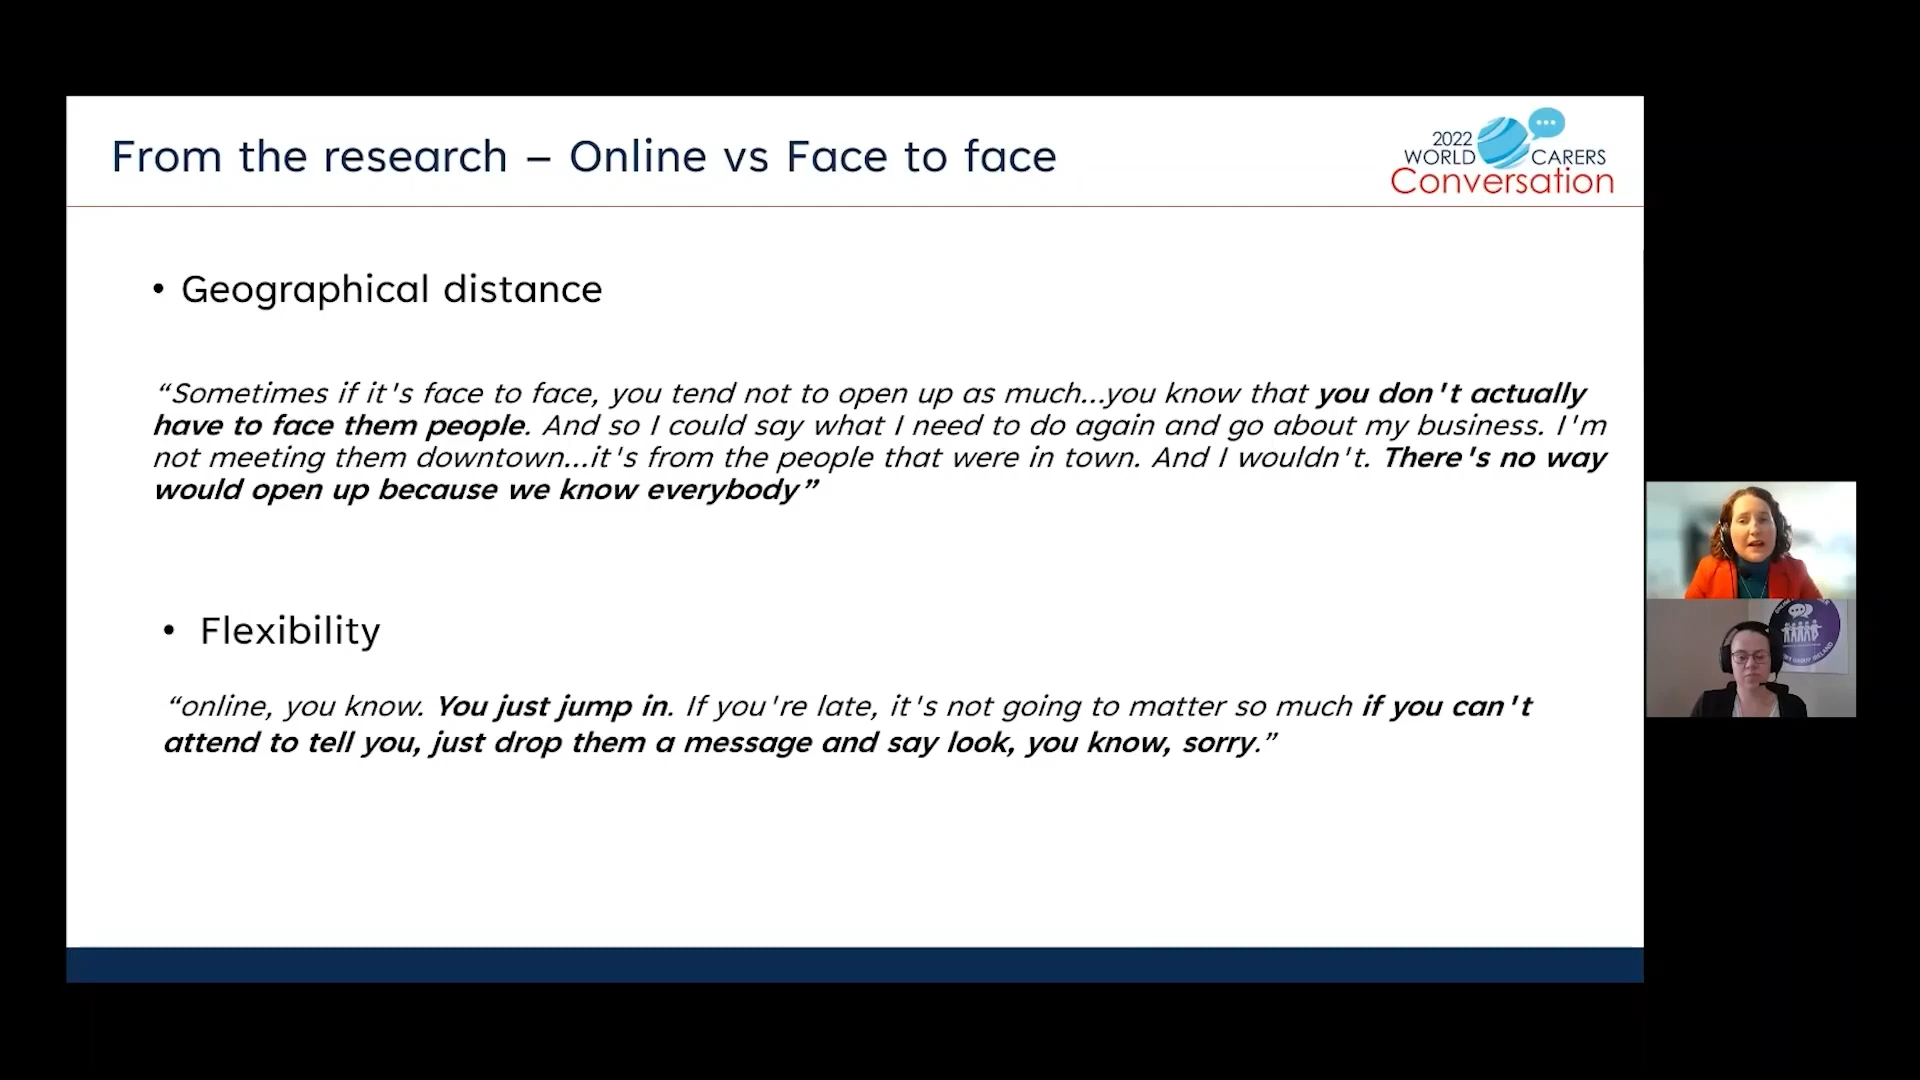 From the research – Online vs Face to face
2022
WORLD CARERS
Conversation
• Geographical distance
“Sometimes if it's face to face, you tend not to open up as much...you know that you don't actually
have to face them people. And so I could say what I need to do again and go about my business. I'm
not meeting them downtown...it's from the people that were in town. And I wouldn't. There's no way
would open up because we know everybody”
• Flexibility
“online, you know. You just jump in. If you're late, it's not going to matter so much if you can't
attend to tell you, just drop them a message and say look, you know, sorry.”